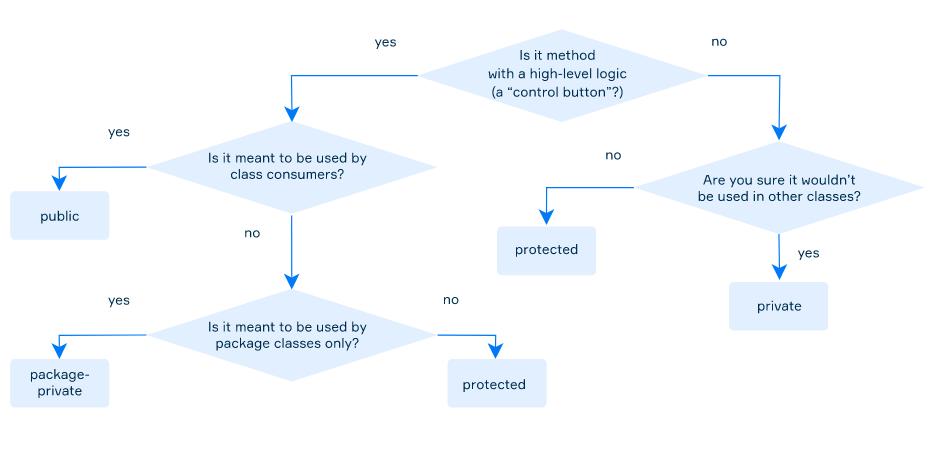 yes
Is it method
with a high-level logic
(a “control button”?)
no
yes
Is it meant to be used by
class consumers?
no
Are you sure it wouldn’t
be used in other classes?
public
no
protected
yes
private
yes
Is it meant to be used by
package classes only?
no
package-
private
protected